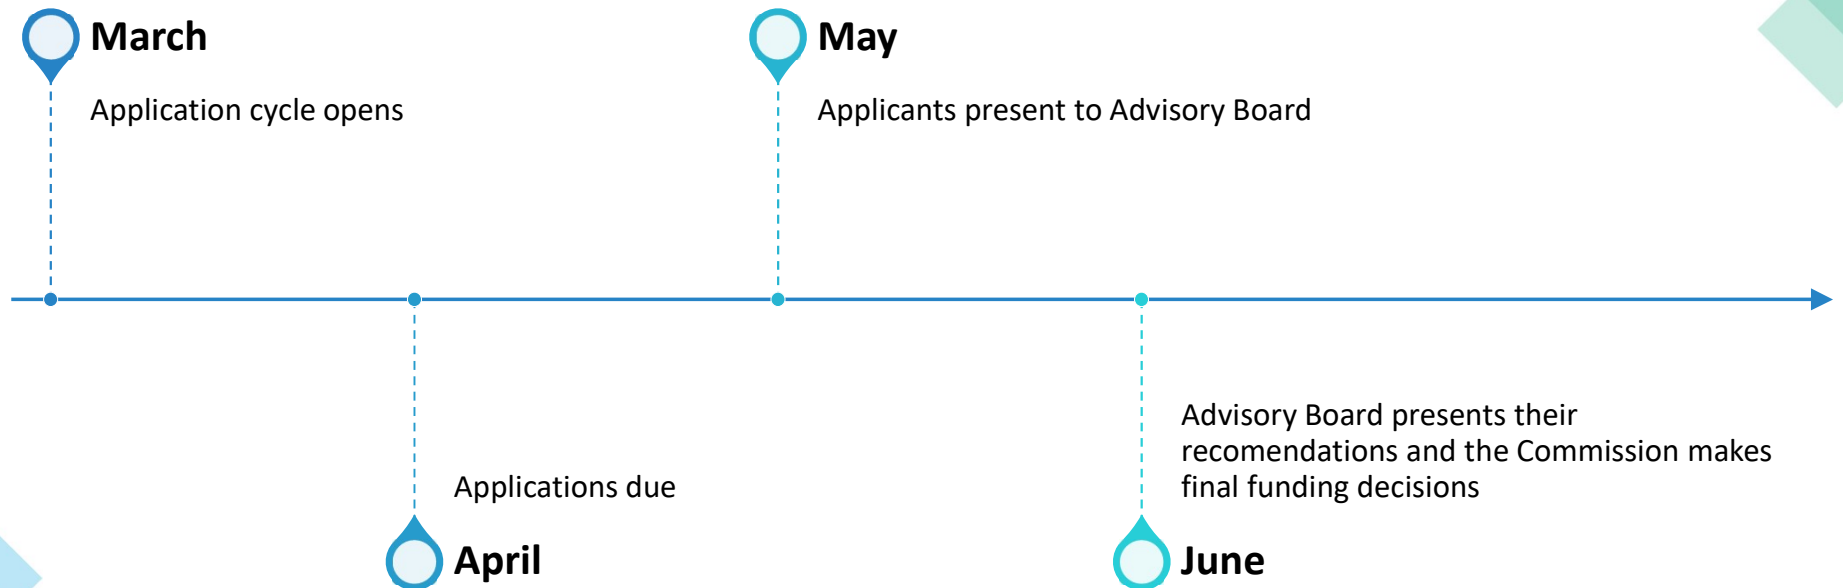 March
Application cycle opens
April
Applications due
May
Applicants present to Advisory Board
June
Advisory Board presents their
recomendations and the Commission makes
final funding decisions